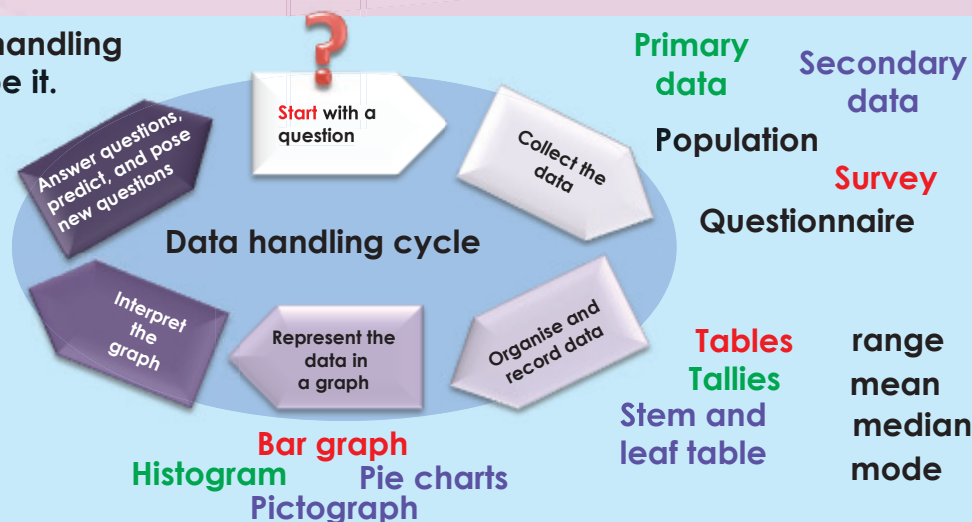 handling
be it.
?
Start with a
question
Collect the
data
Organise and
record data
Represent the
data in
a graph
Interpret
the
graph
Answer questions,
predict, and pose
new questions
Data handling cycle
Primary
data
Secondary
data
Population
Survey
Questionnaire
Tables
Tallies
Stem and
leaf table
range
mean
median
mode
Bar graph
Histogram
Pie charts
Pictograph